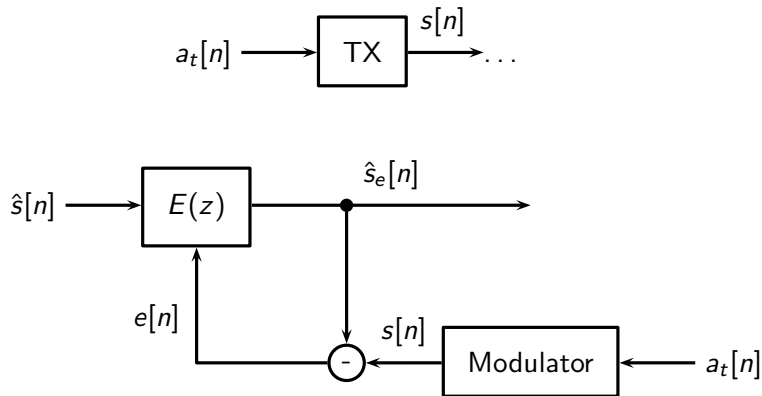 a_t[n]
TX
s[n]
...
ŝ[n]
E(z)
ŝ_e[n]
e[n]
-
s[n]
Modulator
a_t[n]